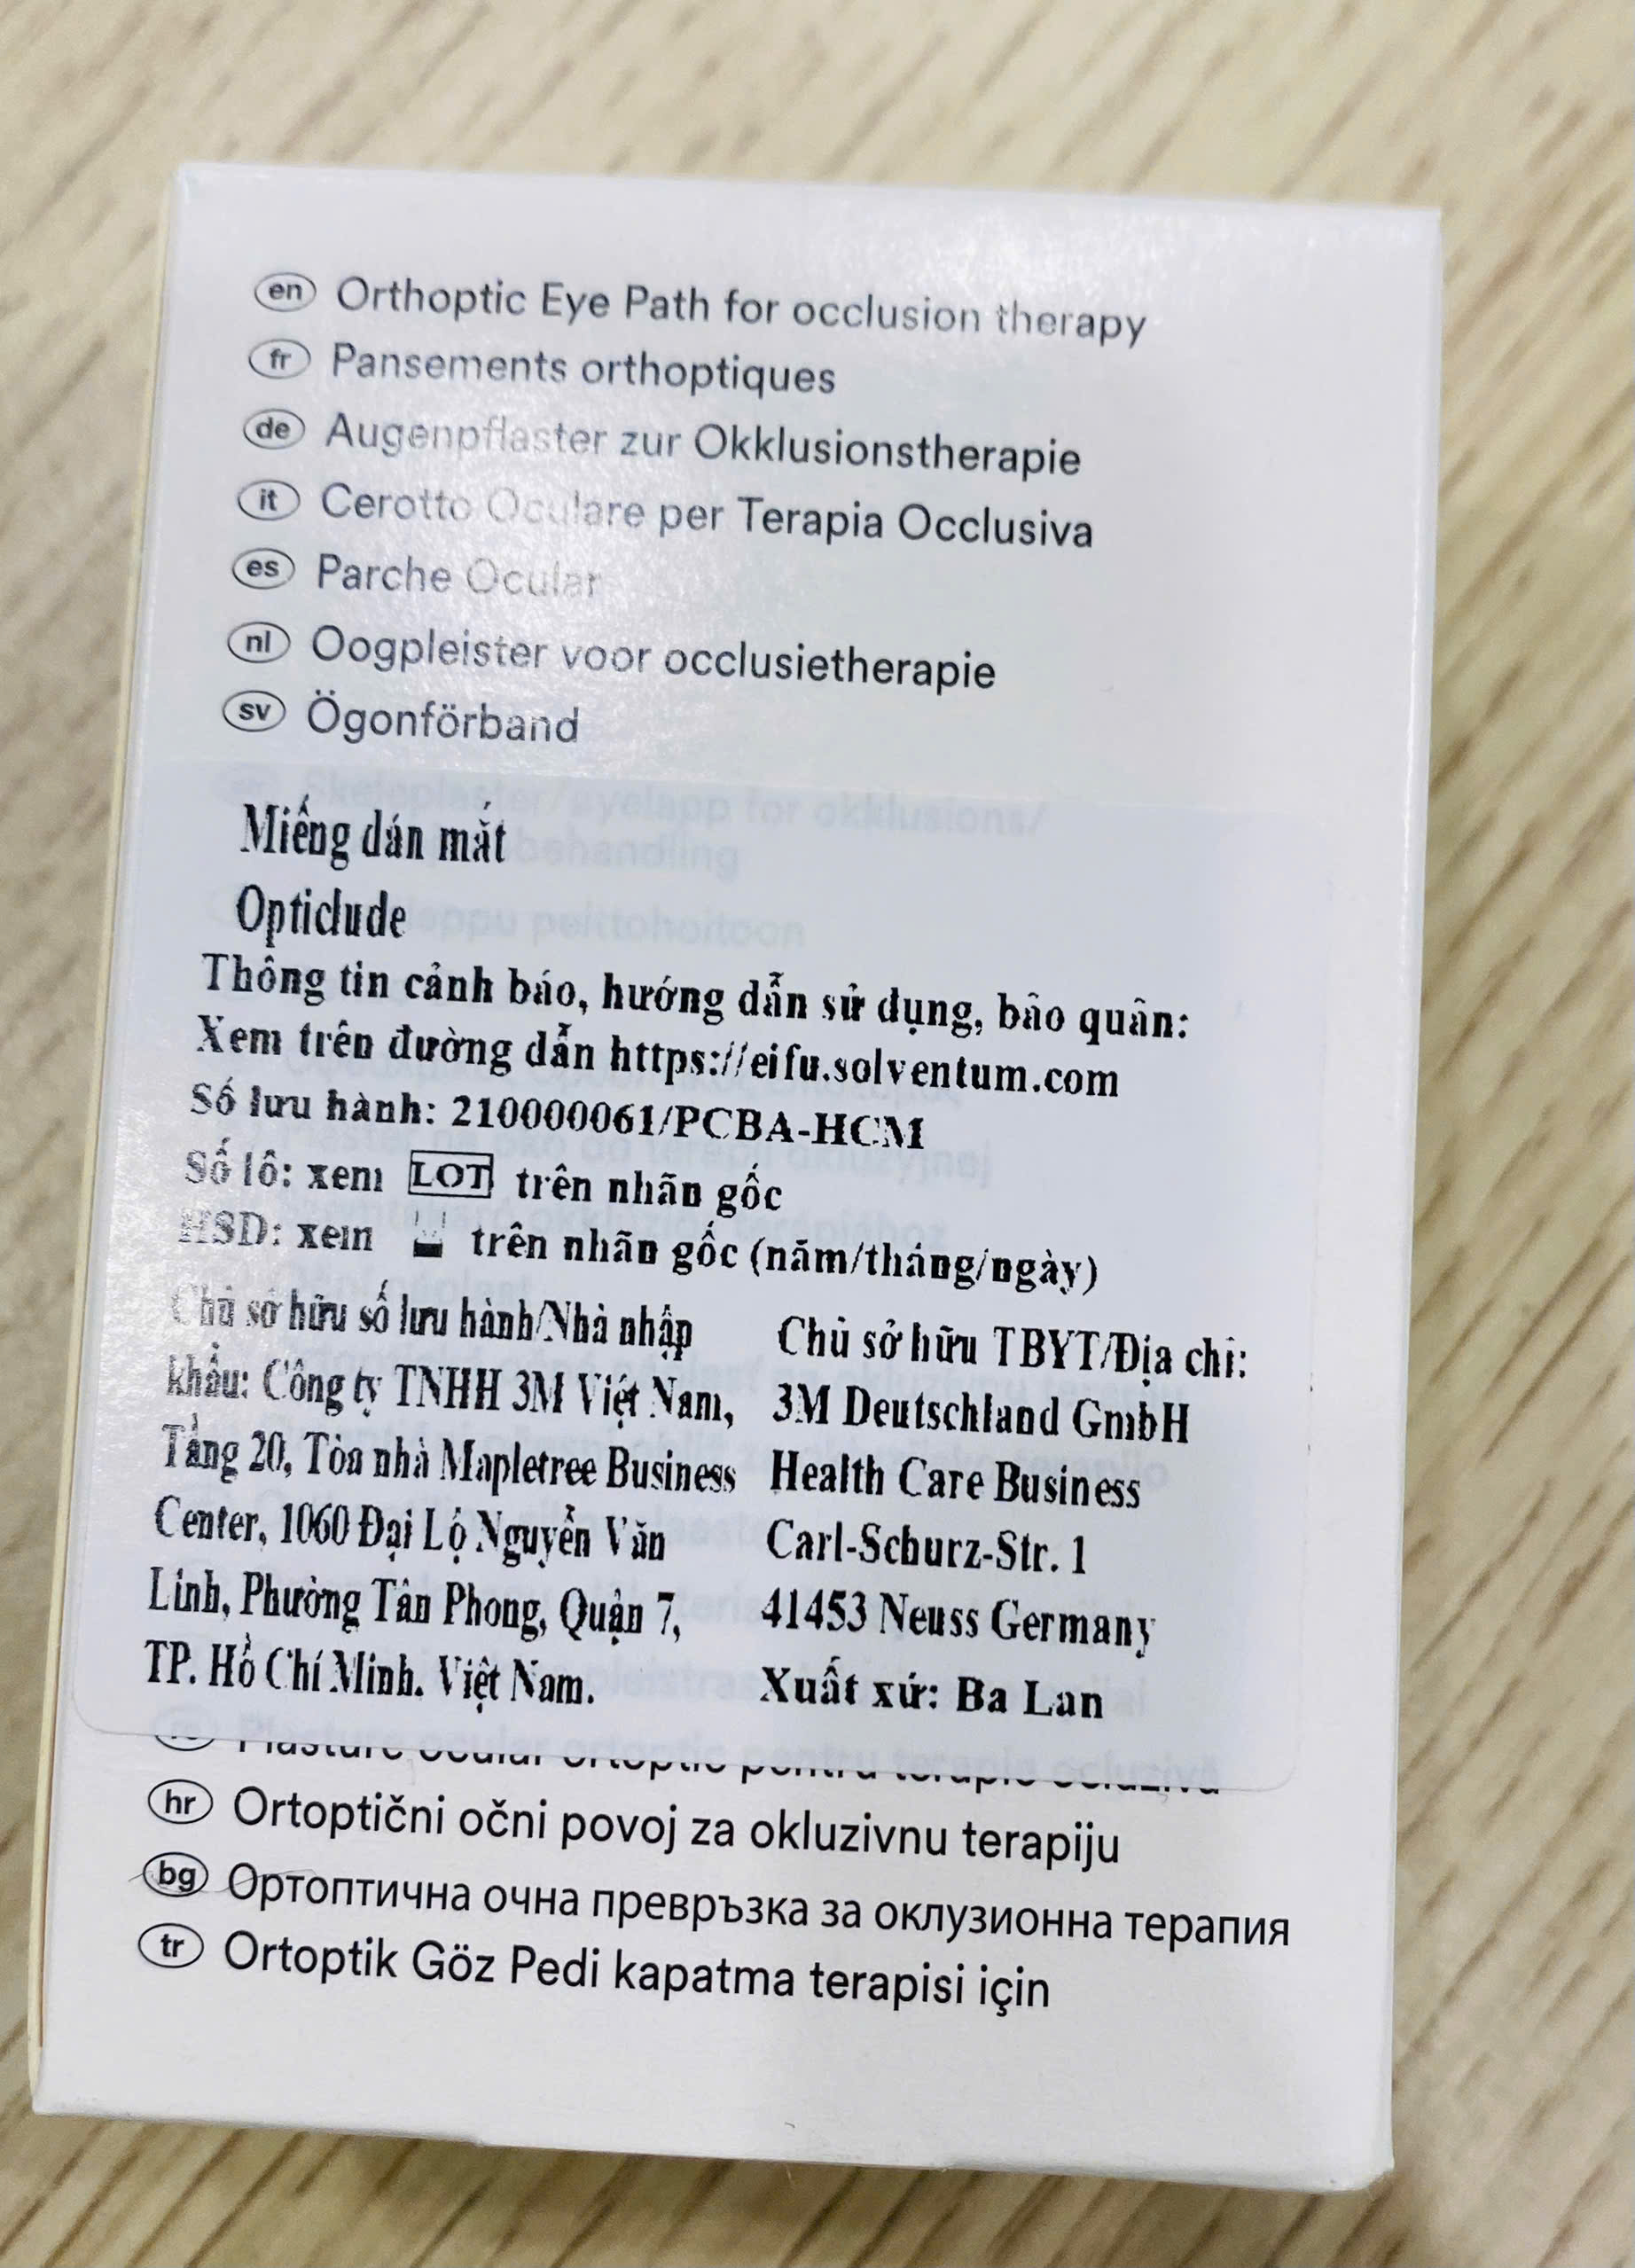 en Orthoptic Eye Path for occlusion therapy
fr Pansements orthoptiques
de Augenpflaster zur Okklusionstherapie
it Cerotto Oculare per Terapia Occlusiva
es Parche Ocular
nl Oogpleister voor occlusietherapie
sv Ögonförband
Miếng dán mắt
Opticlude
Thông tin cảnh báo, hướng dẫn sử dụng, bảo quản:
Xem trên đường dẫn https://eifu.solventum.com
Số lưu hành: 210000061/PCBA-HCM
Số lô: xem LOT trên nhãn gốc
HSD: xem trên nhãn gốc (năm/tháng/ngày)
Chủ sở hữu số lưu hành/Nhà nhập
khẩu: Công ty TNHH 3M Việt Nam,
Tầng 20, Tòa nhà Mapletree Business
Center, 1060 Đại Lộ Nguyễn Văn
Linh, Phường Tân Phong, Quận 7,
TP. Hồ Chí Minh. Việt Nam.
Chủ sở hữu TBYT/Địa chỉ:
3M Deutschland GmbH
Health Care Business
Carl-Schurz-Str. 1
41453 Neuss Germany
Xuất xứ: Ba Lan
Plasture ocular ortoptic pentru terapie ocluzivă
hr Ortoptični očni povoj za okluzivnu terapiju
bg Ортоптична очна превръзка за оклузионна терапия
tr Ortoptik Göz Pedi kapatma terapisi için